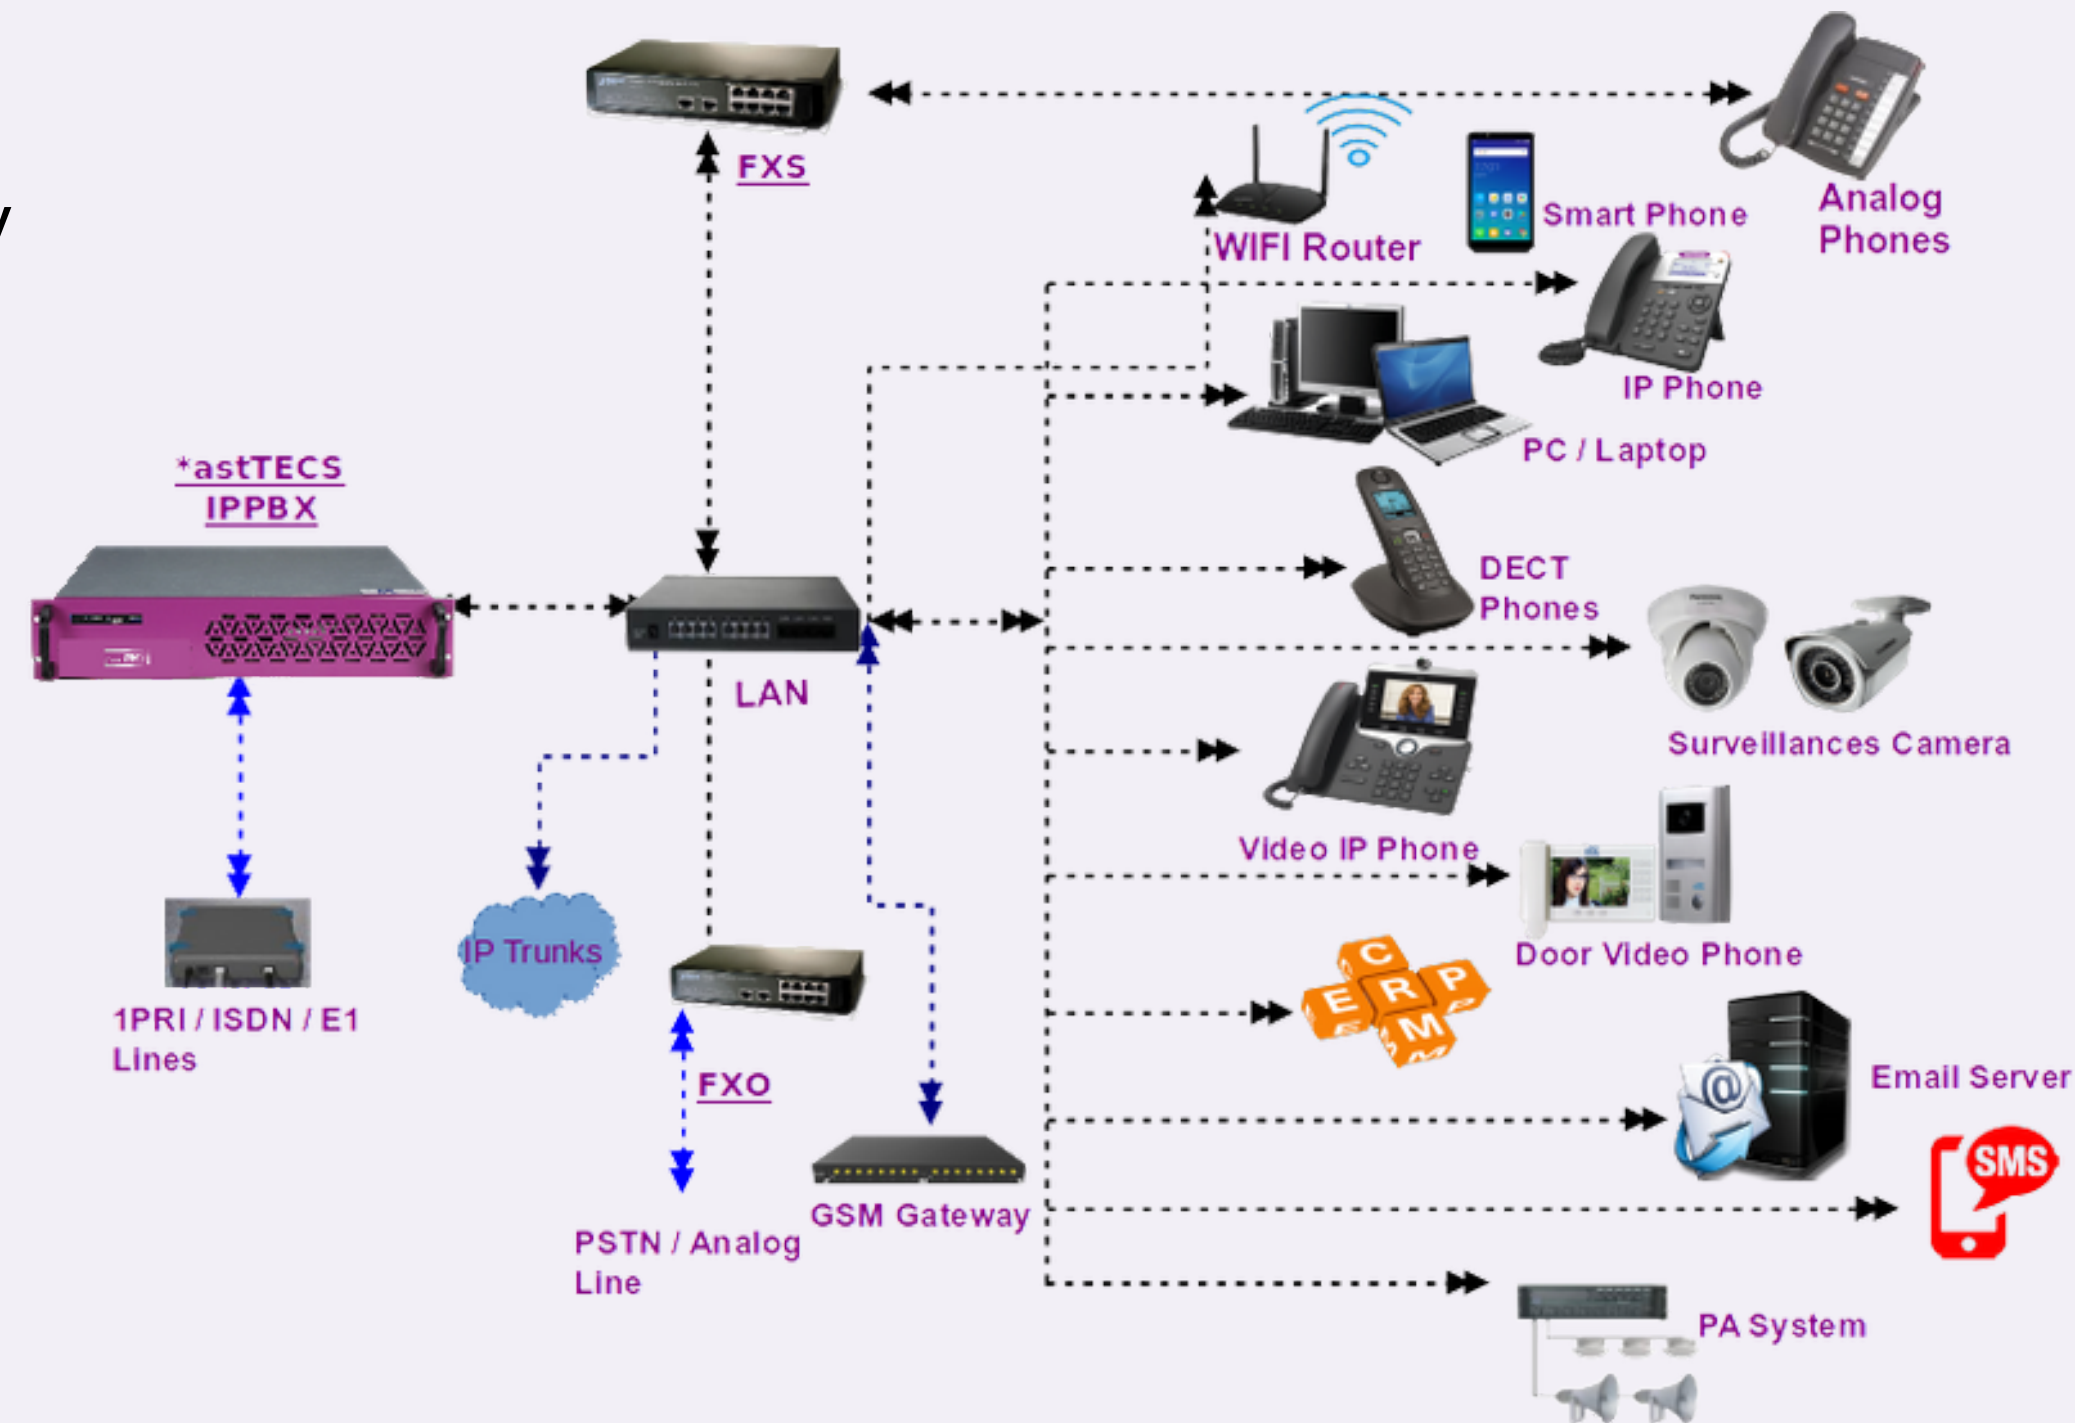 y
FXS
WIFI Router
Smart Phone
Analog
Phones
IP Phone
PC / Laptop
*astTECS
IPPBX
DECT
Phones
LAN
Surveillances Camera
Video IP Phone
Door Video Phone
IP Trunks
C
E R P
M
1PRI / ISDN / E1
Lines
FXO
Email Server
@
SMS
GSM Gateway
PSTN / Analog
Line
PA System